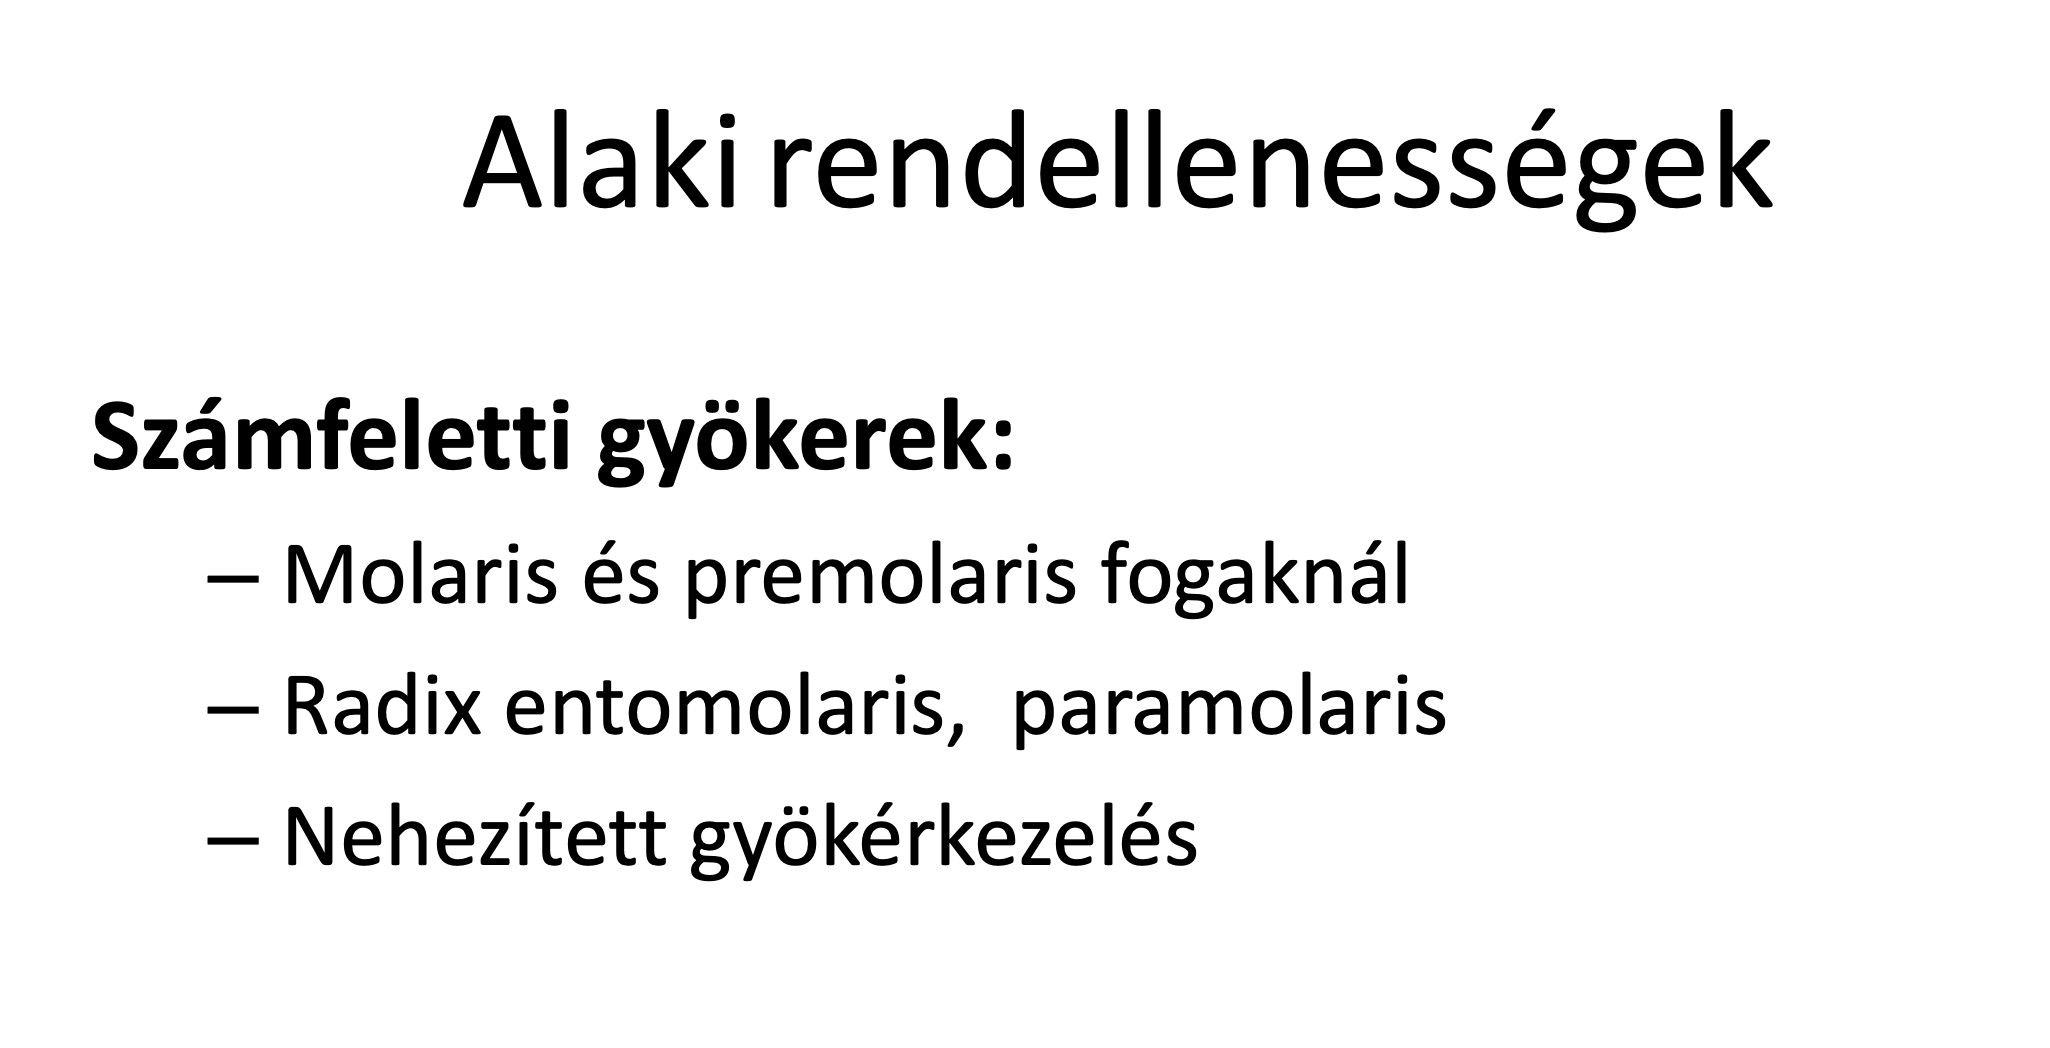 Alaki rendellenességek
Számfeletti gyökerek:
– Molaris és premolaris fogaknál
– Radix entomolaris,  paramolaris
– Nehezített gyökérkezelés